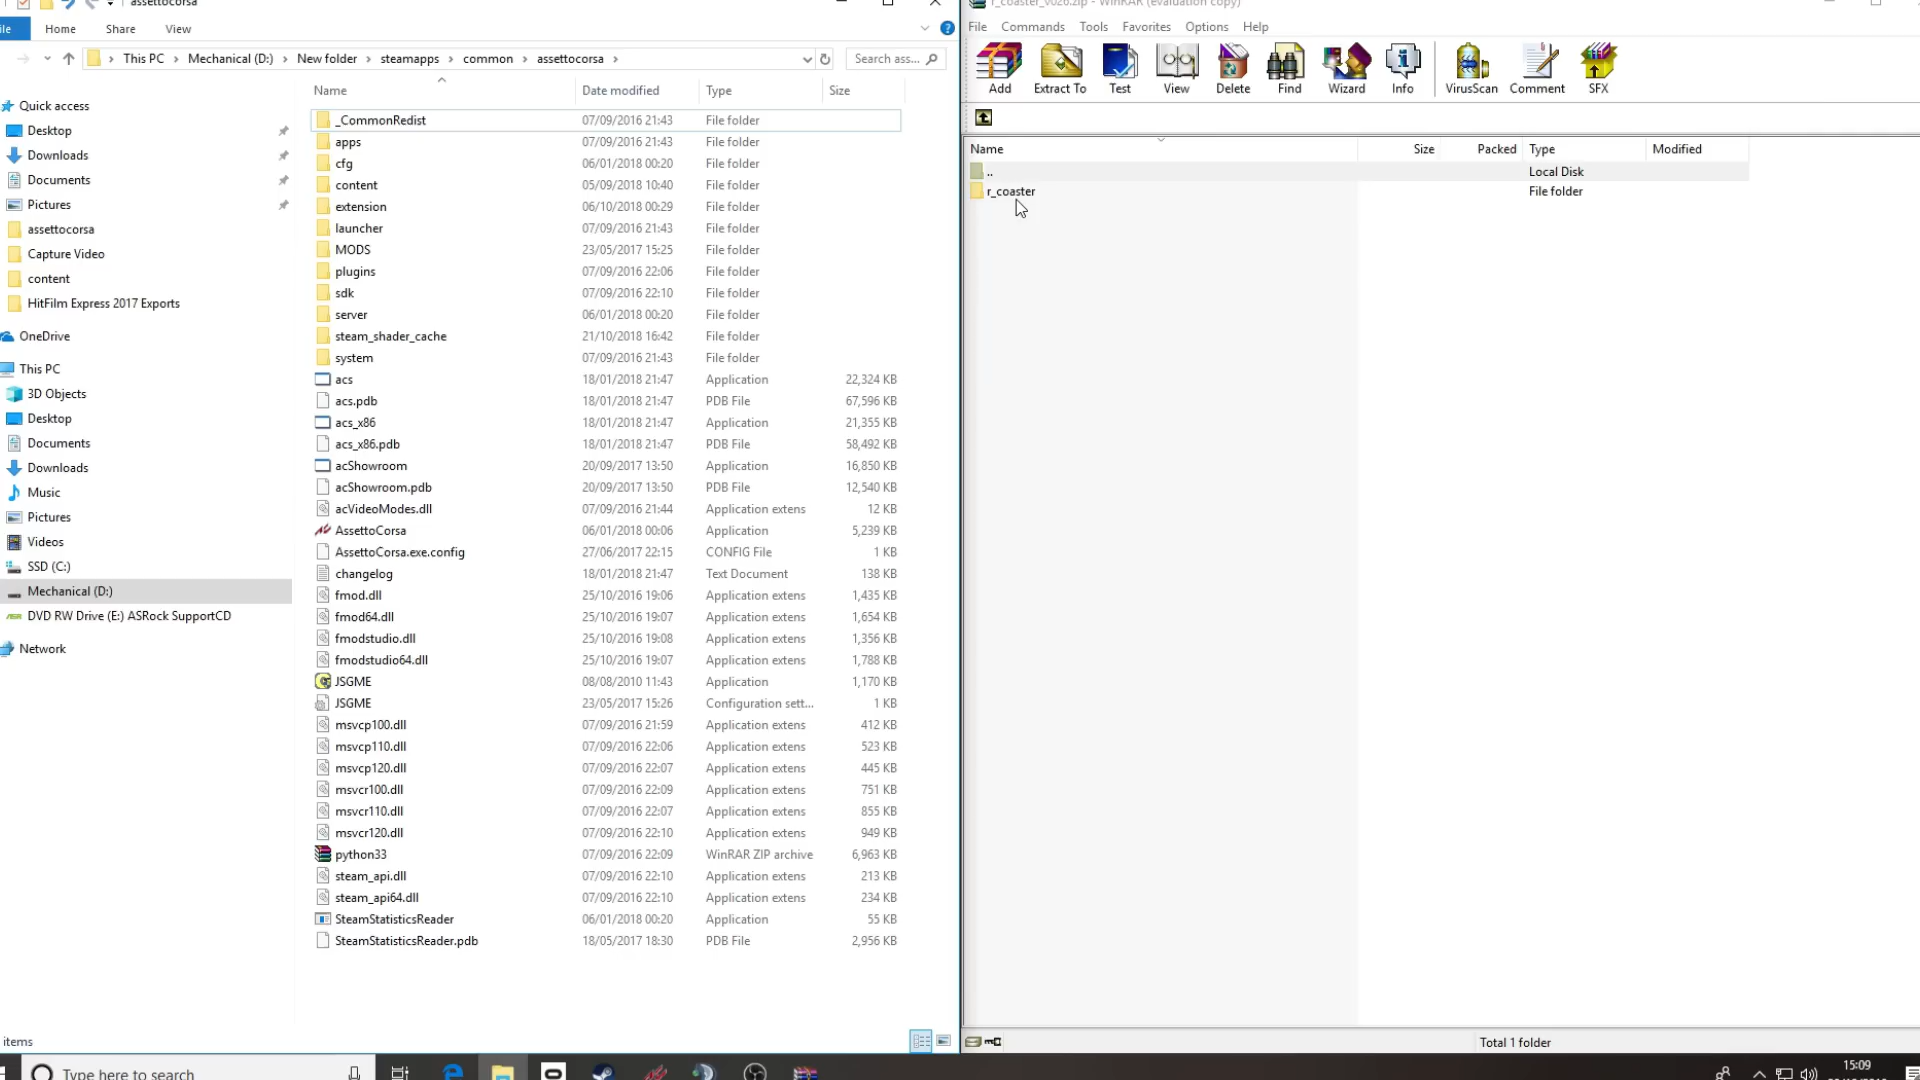 assettocorsa
ile
Home
Share
View
This PC > Mechanical (D:) > New folder > steamapps > common > assettocorsa >
Search ass...
Name
Date modified
Type
Size
Quick access
Desktop
Downloads
Documents
Pictures
assettocorsa
Capture Video
content
HitFilm Express 2017 Exports
OneDrive
This PC
3D Objects
Desktop
Documents
Downloads
Music
Pictures
Videos
SSD (C:)
Mechanical (D:)
DVD RW Drive (E:) ASRock SupportCD
Network
_CommonRedist 07/09/2016 21:43 File folder
apps 07/09/2016 21:43 File folder
cfg 06/01/2018 00:20 File folder
content 05/09/2018 10:40 File folder
extension 06/10/2018 00:29 File folder
launcher 07/09/2016 21:43 File folder
MODS 23/05/2017 15:25 File folder
plugins 07/09/2016 22:06 File folder
sdk 07/09/2016 22:10 File folder
server 06/01/2018 00:20 File folder
steam_shader_cache 21/10/2018 16:42 File folder
system 07/09/2016 21:43 File folder
acs 18/01/2018 21:47 Application 22,324 KB
acs.pdb 18/01/2018 21:47 PDB File 67,596 KB
acs_x86 18/01/2018 21:47 Application 21,355 KB
acs_x86.pdb 18/01/2018 21:47 PDB File 58,492 KB
acShowroom 20/09/2017 13:50 Application 16,850 KB
acShowroom.pdb 20/09/2017 13:50 PDB File 12,540 KB
acVideoModes.dll 07/09/2016 21:44 Application extens 12 KB
AssettoCorsa 06/01/2018 00:06 Application 5,239 KB
AssettoCorsa.exe.config 27/06/2017 22:15 CONFIG File 1 KB
changelog 18/01/2018 21:47 Text Document 138 KB
fmod.dll 25/10/2016 19:06 Application extens 1,435 KB
fmod64.dll 25/10/2016 19:07 Application extens 1,654 KB
fmodstudio.dll 25/10/2016 19:08 Application extens 1,356 KB
fmodstudio64.dll 25/10/2016 19:07 Application extens 1,788 KB
JSGME 08/08/2010 11:43 Application 1,170 KB
JSGME 23/05/2017 15:26 Configuration sett... 1 KB
msvcp100.dll 07/09/2016 21:59 Application extens 412 KB
msvcp110.dll 07/09/2016 22:06 Application extens 523 KB
msvcp120.dll 07/09/2016 22:07 Application extens 445 KB
msvcr100.dll 07/09/2016 22:09 Application extens 751 KB
msvcr110.dll 07/09/2016 22:07 Application extens 855 KB
msvcr120.dll 07/09/2016 22:10 Application extens 949 KB
python33 07/09/2016 22:09 WinRAR ZIP archive 6,963 KB
steam_api.dll 07/09/2016 22:10 Application extens 213 KB
steam_api64.dll 07/09/2016 22:10 Application extens 234 KB
SteamStatisticsReader 06/01/2018 00:20 Application 55 KB
SteamStatisticsReader.pdb 18/05/2017 18:30 PDB File 2,956 KB
items
r_coaster_v026.zip - WinRAR (evaluation copy)
File Commands Tools Favorites Options Help
Add Extract To Test View Delete Find Wizard Info VirusScan Comment SFX
Name Size Packed Type Modified
.. Local Disk
r_coaster File folder
Total 1 folder
Type here to search
15:09